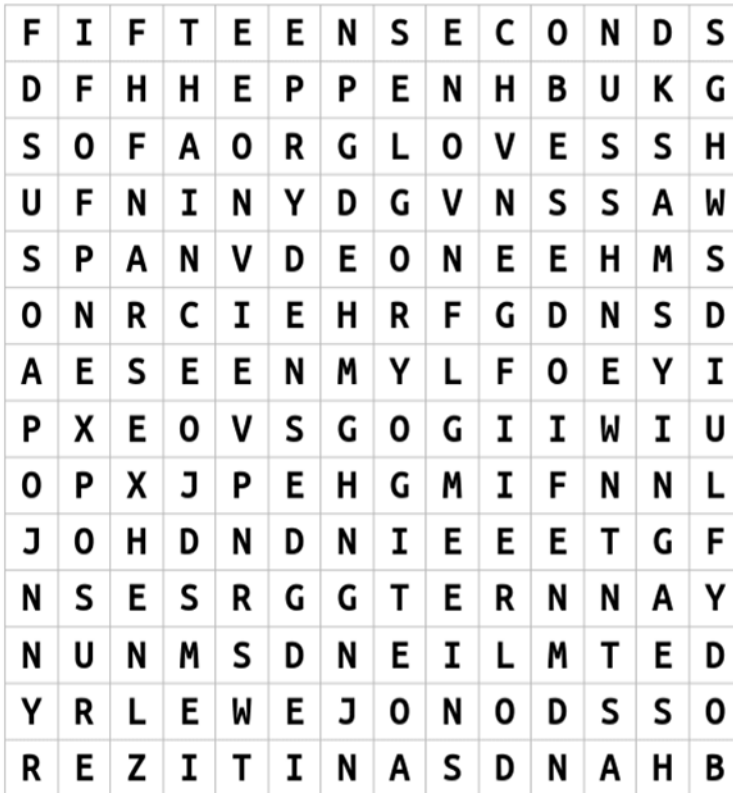 F I F T E E N S E C O N D S
D F H H E P P E N H B U K G
S O F A O R G L O V E S S H
U F N I N Y D G V N S S A W
S P A N V D E O N E E H M S
O N R C I E H R F G D N S D
A E S E E N M Y L F O E Y I
P X E O V S G O G I I W I U
O P X J P E H G M I F N N L
J O H D N D N I E E E T G F
N S E S R G G T E R N N A Y
N U N M S D N E I L M T E D
Y R L E W E J O N O D S S O
R E Z I T I N A S D N A H B